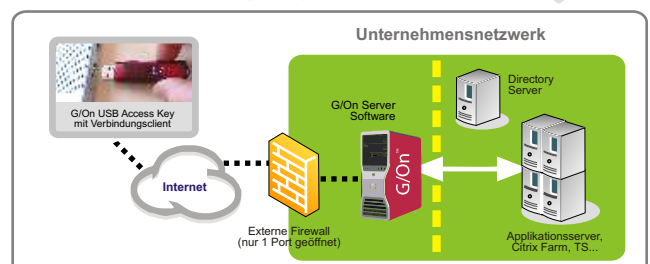 Unternehmensnetzwerk
G/On USB Access Key
mit Verbindungsclient
Internet
Externe Firewall
(nur 1 Port geöffnet)
G/On Server
Software
G/On™
Directory
Server
Applikationsserver,
Citrix Farm, TS...